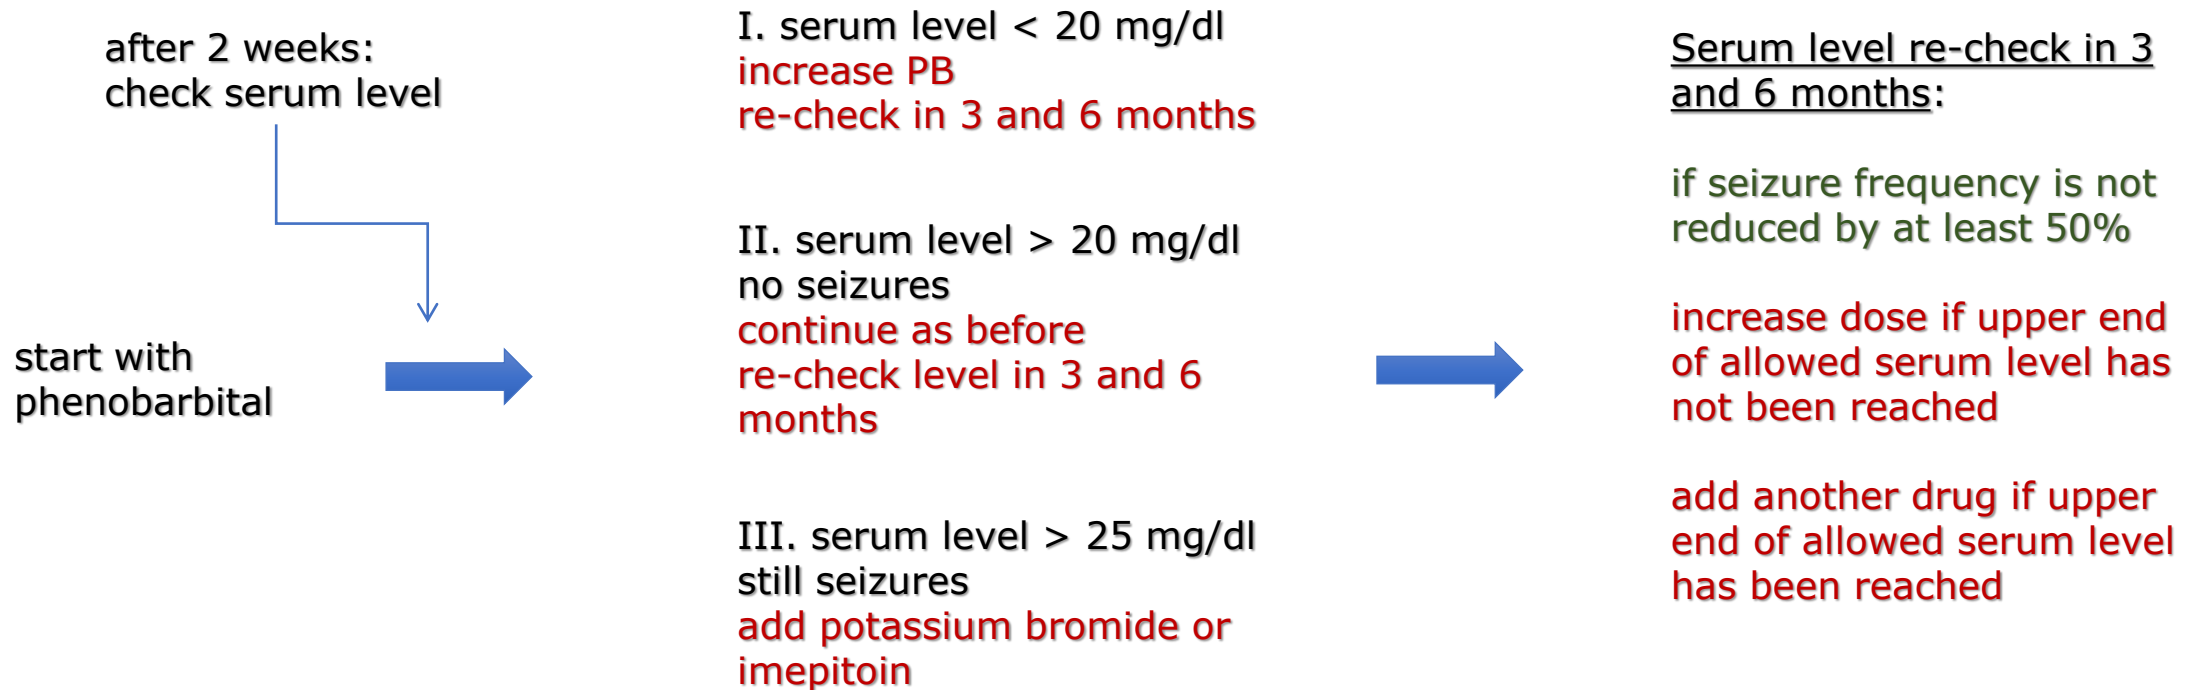 after 2 weeks:
check serum level
start with
phenobarbital
I. serum level < 20 mg/dl
increase PB
re-check in 3 and 6 months
II. serum level > 20 mg/dl
no seizures
continue as before
re-check level in 3 and 6
months
III. serum level > 25 mg/dl
still seizures
add potassium bromide or
imepitoin
Serum level re-check in 3
and 6 months:
if seizure frequency is not
reduced by at least 50%
increase dose if upper end
of allowed serum level has
not been reached
add another drug if upper
end of allowed serum level
has been reached